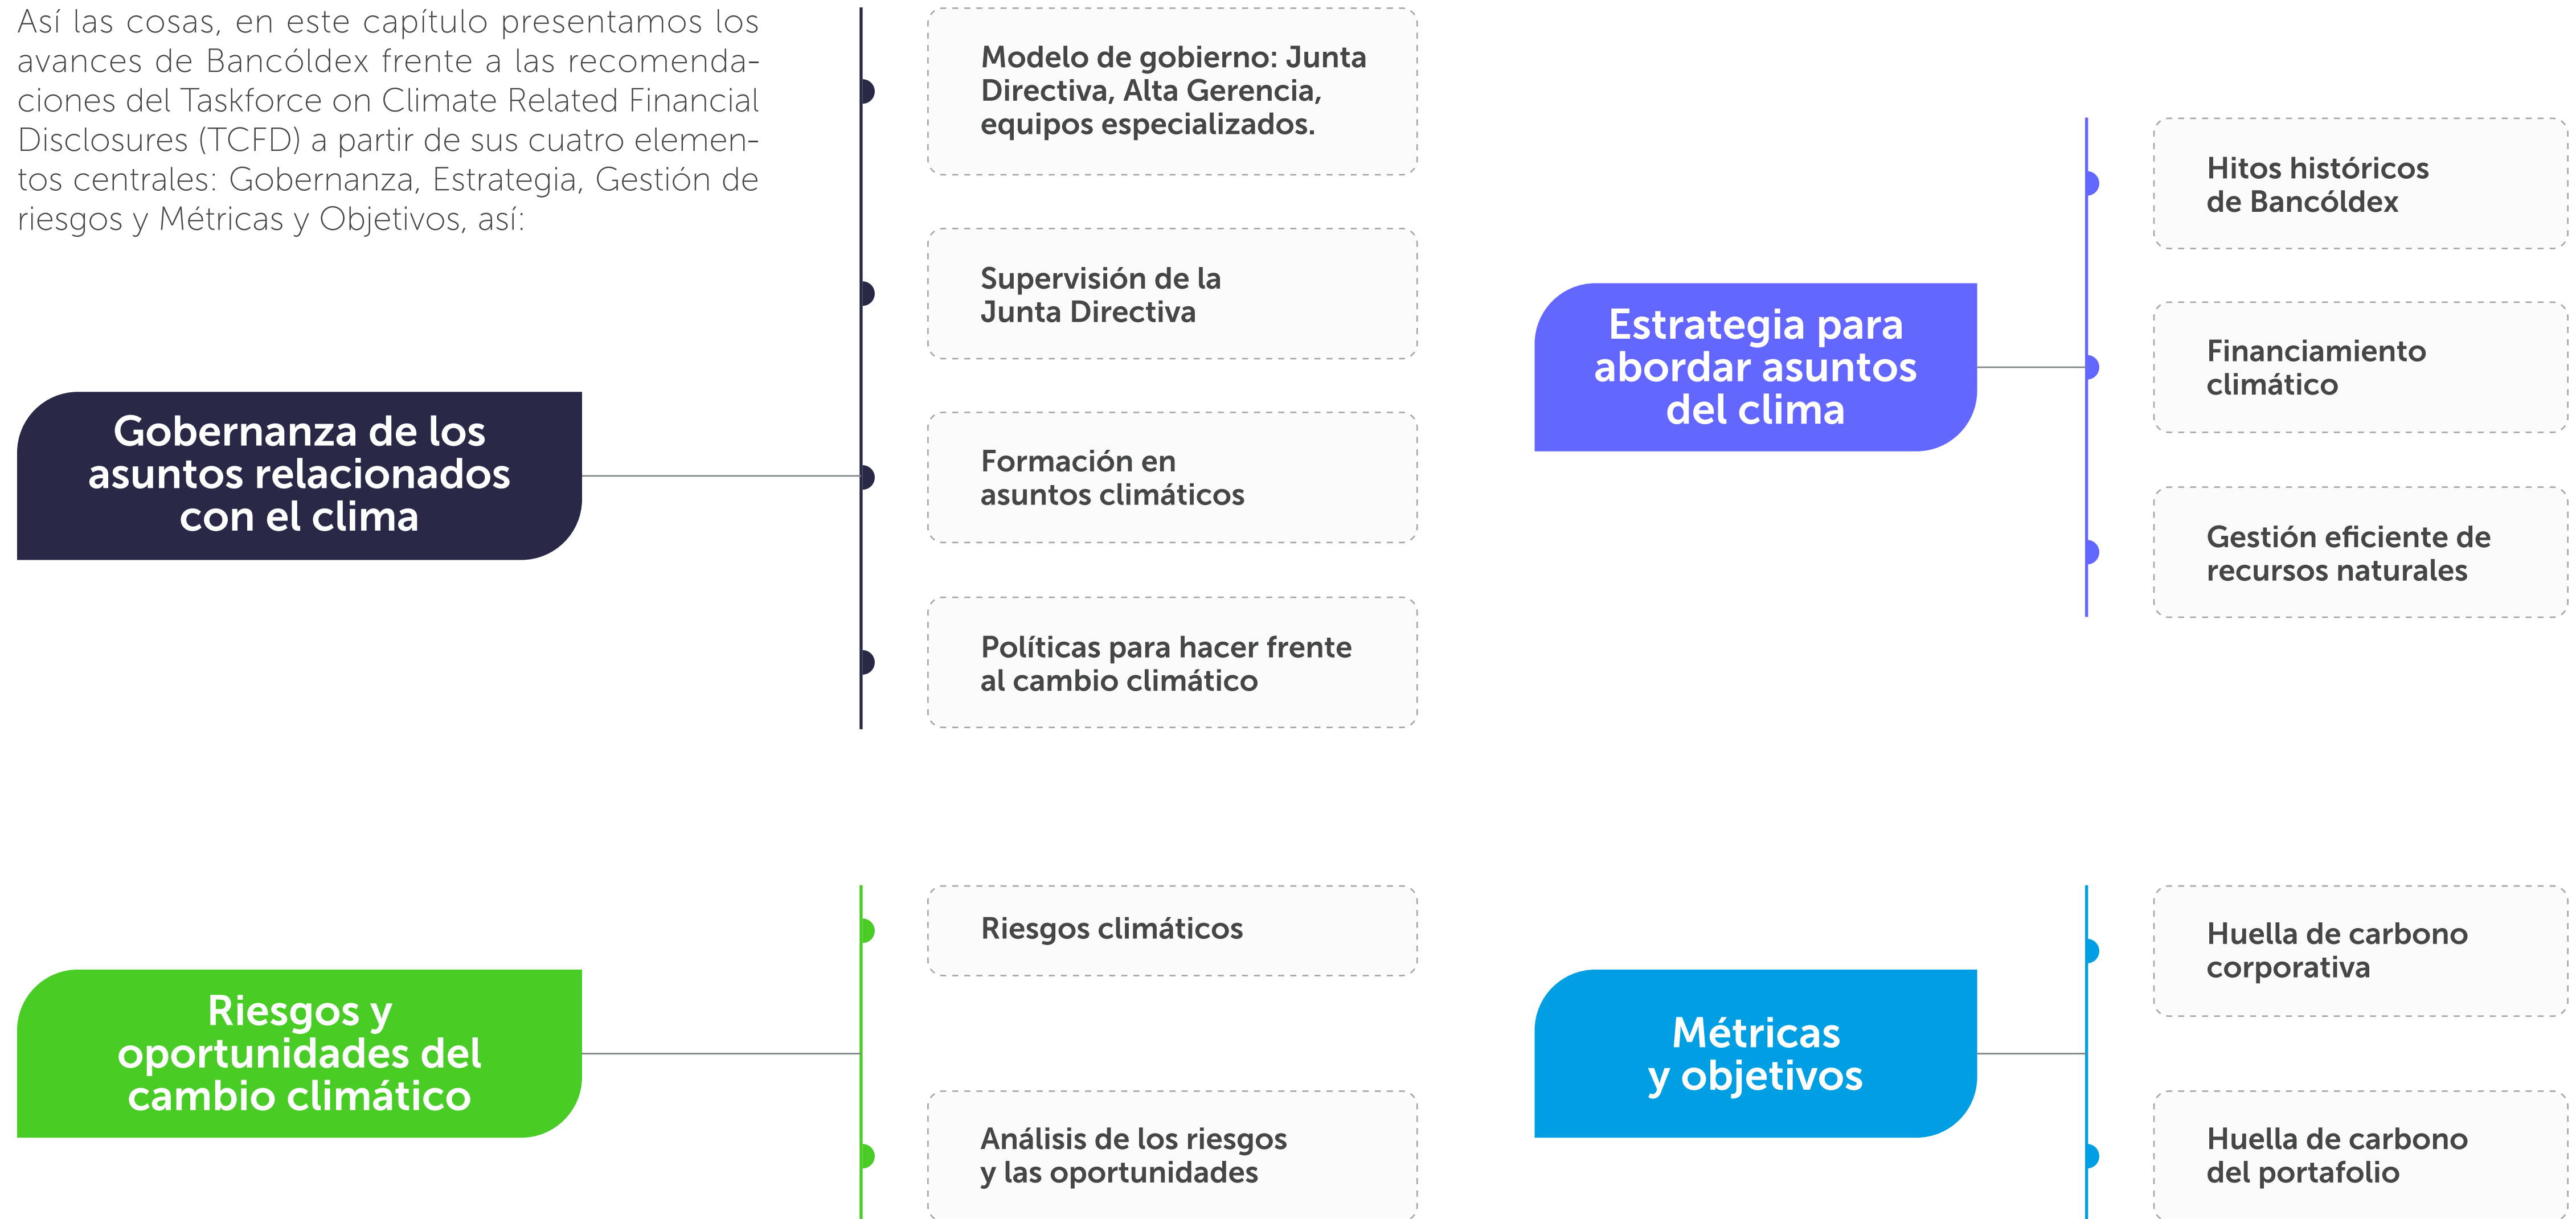 Así las cosas, en este capítulo presentamos los
avances de Bancóldex frente a las recomenda-
ciones del Taskforce on Climate Related Financial
Disclosures (TCFD) a partir de sus cuatro elemen-
tos centrales: Gobernanza, Estrategia, Gestión de
riesgos y Métricas y Objetivos, así:
Gobernanza de los
asuntos relacionados
con el clima
Modelo de gobierno: Junta
Directiva, Alta Gerencia,
equipos especializados.
Supervisión de la
Junta Directiva
Formación en
asuntos climáticos
Políticas para hacer frente
al cambio climático
Estrategia para
abordar asuntos
del clima
Hitos históricos
de Bancóldex
Financiamiento
climático
Gestión eficiente de
recursos naturales
Riesgos y
oportunidades del
cambio climático
Riesgos climáticos
Análisis de los riesgos
y las oportunidades
Métricas
y objetivos
Huella de carbono
corporativa
Huella de carbono
del portafolio